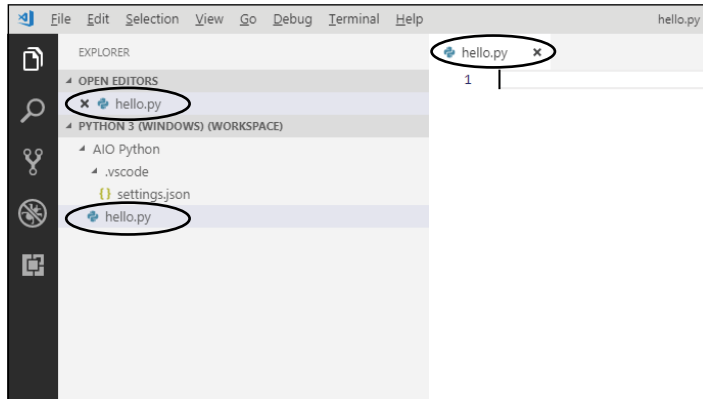 File Edit Selection View Go Debug Terminal Help hello.py
EXPLORER
OPEN EDITORS
hello.py
PYTHON 3 (WINDOWS) (WORKSPACE)
AIO Python
.vscode
{} settings.json
hello.py
hello.py
1